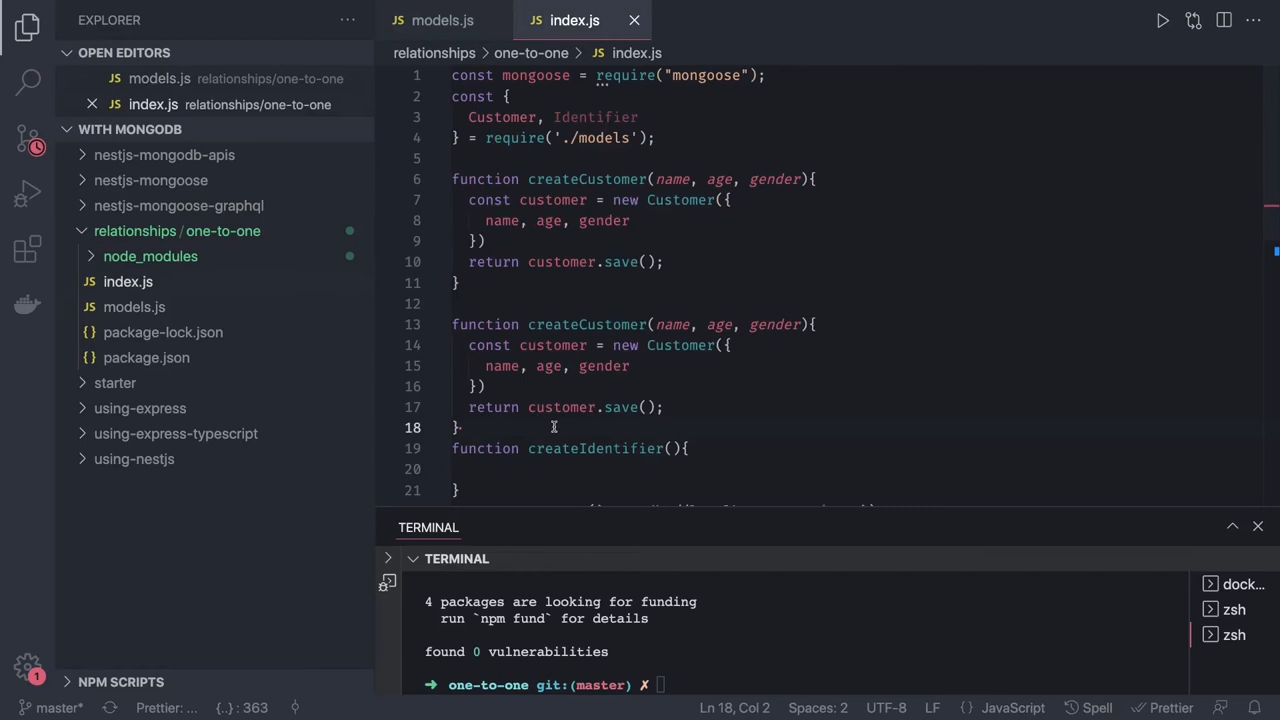 EXPLORER
models.js
index.js
OPEN EDITORS
models.js relationships/one-to-one
index.js relationships/one-to-one
WITH MONGODB
nestjs-mongodb-apis
nestjs-mongoose
nestjs-mongoose-graphql
relationships / one-to-one
node_modules
JS index.js
JS models.js
{} package-lock.json
{} package.json
starter
using-express
using-express-typescript
using-nestjs
NPM SCRIPTS
relationships > one-to-one > JS index.js
1 const mongoose = require("mongoose");
2 const {
3 Customer, Identifier
4 } = require('./models');
5
6 function createCustomer(name, age, gender){
7 const customer = new Customer({
8 name, age, gender
9 })
10 return customer.save();
11 }
12
13 function createCustomer(name, age, gender){
14 const customer = new Customer({
15 name, age, gender
16 })
17 return customer.save();
18 }
19 function createIdentifier(){
20
21 }
TERMINAL
TERMINAL
4 packages are looking for funding
run `npm fund` for details
found 0 vulnerabilities
➜ one-to-one git:(master) ✗
dock...
zsh
zsh
1
master*
Prettier: ...
{..} : 363
Ln 18, Col 2
Spaces: 2
UTF-8
LF
{} JavaScript
Spell
Prettier